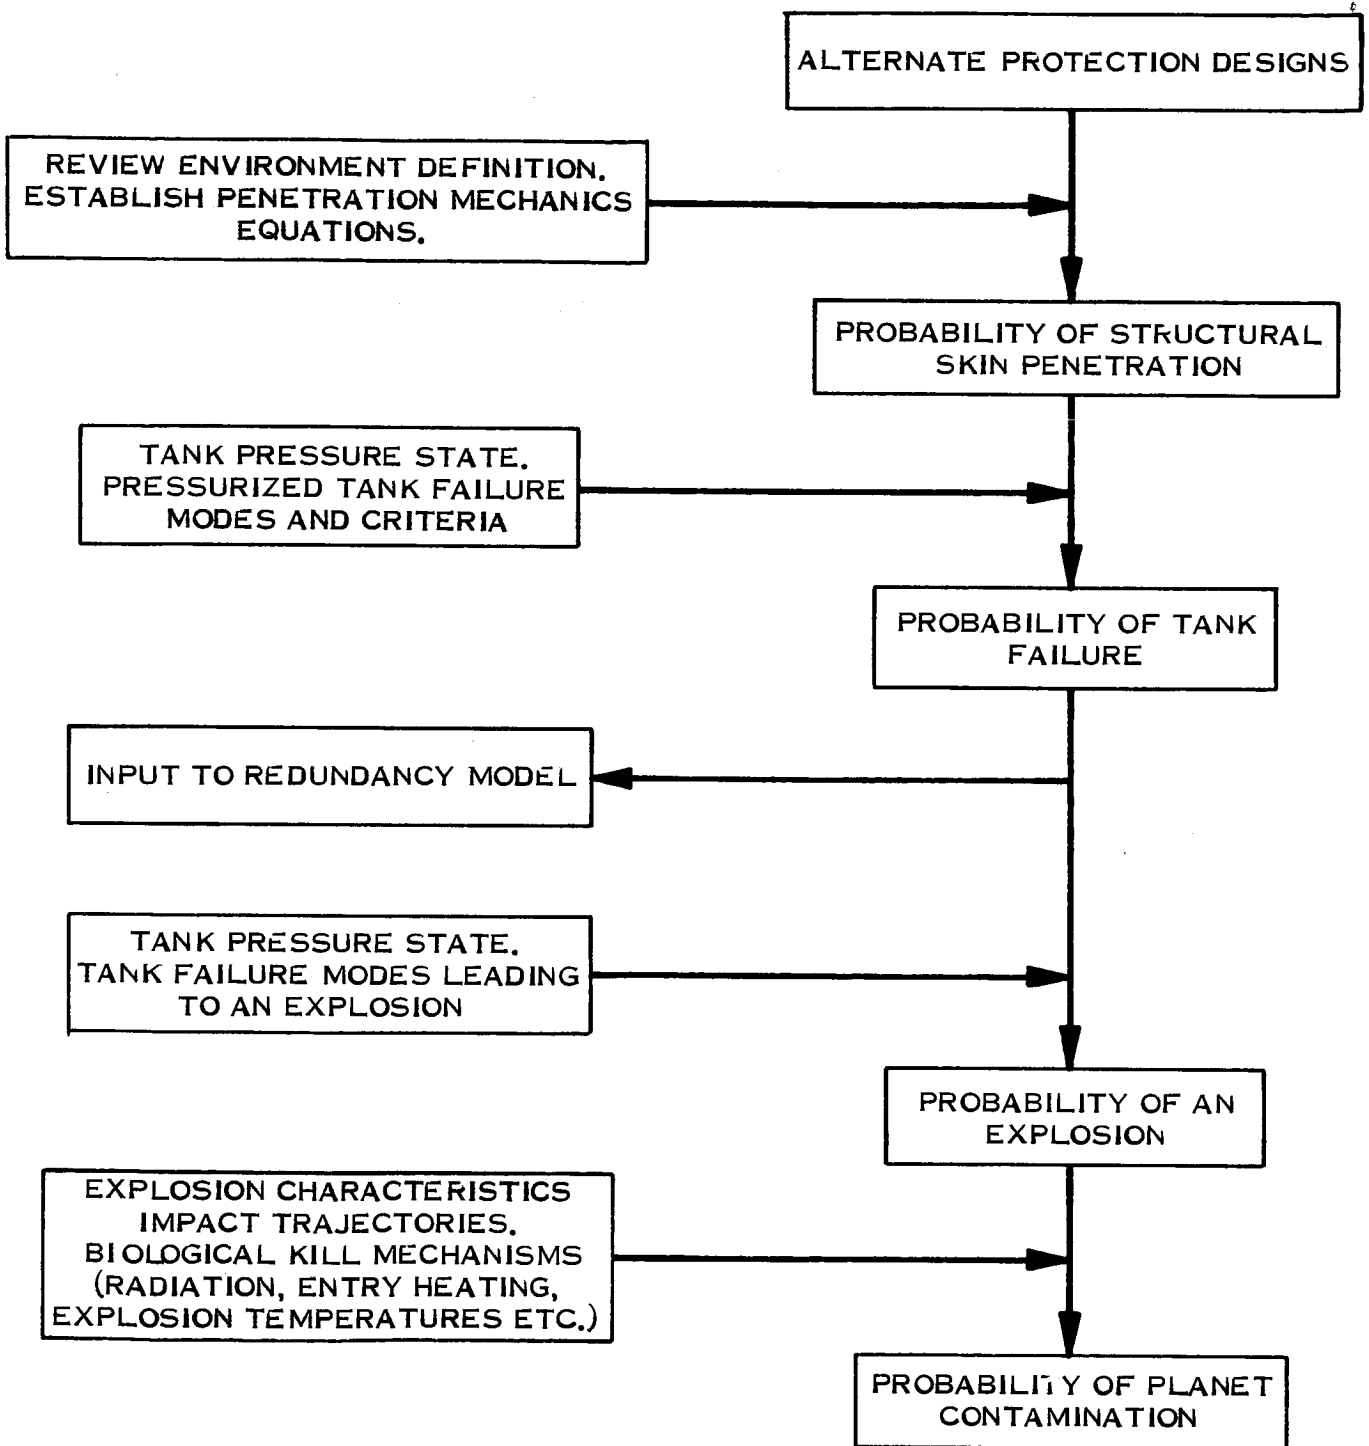 ALTERNATE PROTECTION DESIGNS
REVIEW ENVIRONMENT DEFINITION.
ESTABLISH PENETRATION MECHANICS
EQUATIONS.
PROBABILITY OF STRUCTURAL
SKIN PENETRATION
TANK PRESSURE STATE.
PRESSURIZED TANK FAILURE
MODES AND CRITERIA
PROBABILITY OF TANK
FAILURE
INPUT TO REDUNDANCY MODEL
TANK PRESSURE STATE.
TANK FAILURE MODES LEADING
TO AN EXPLOSION
PROBABILITY OF AN
EXPLOSION
EXPLOSION CHARACTERISTICS
IMPACT TRAJECTORIES.
BIOLOGICAL KILL MECHANISMS
(RADIATION, ENTRY HEATING,
EXPLOSION TEMPERATURES ETC.)
PROBABILITY OF PLANET
CONTAMINATION